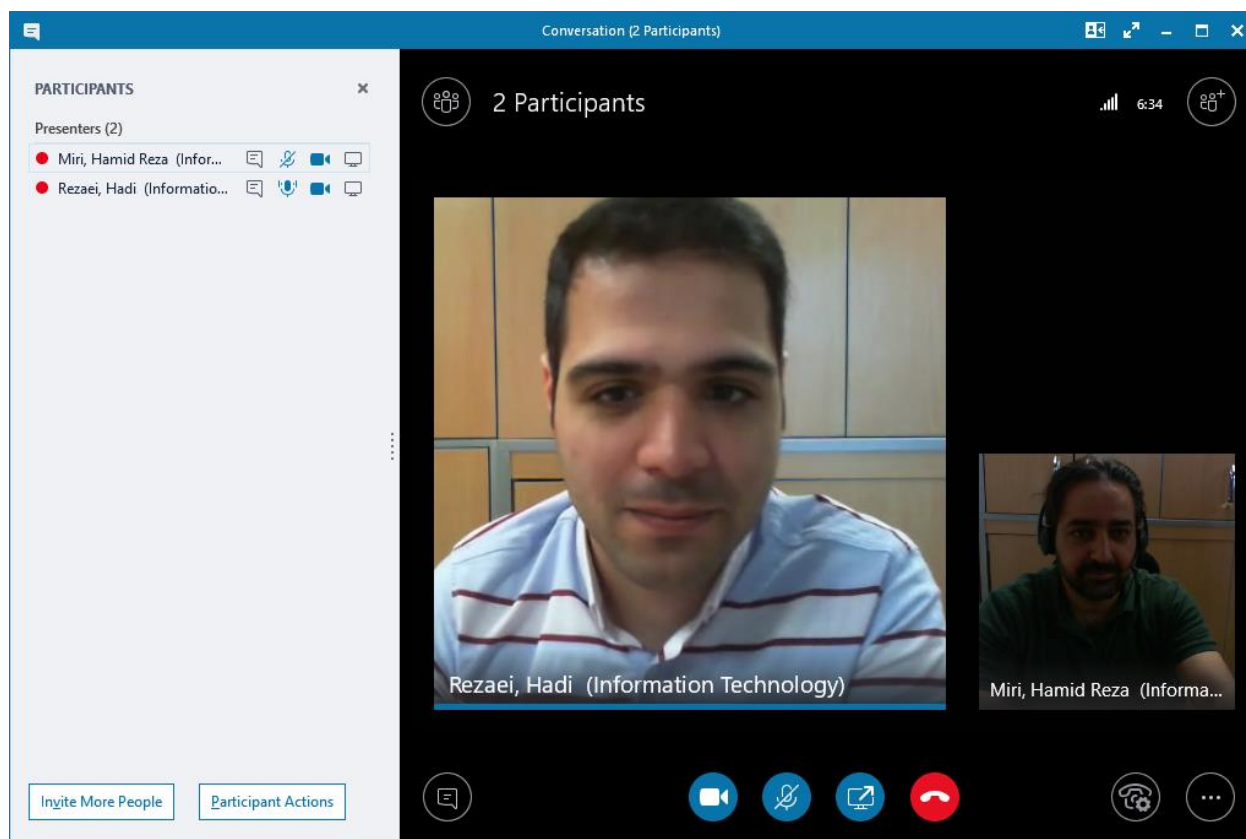 Conversation (2 Participants)
PARTICIPANTS
Presenters (2)
Miri, Hamid Reza (Infor...
Rezaei, Hadi (Informatio...
Invite More People
Participant Actions
2 Participants
6:34
Rezaei, Hadi (Information Technology)
Miri, Hamid Reza (Informa...